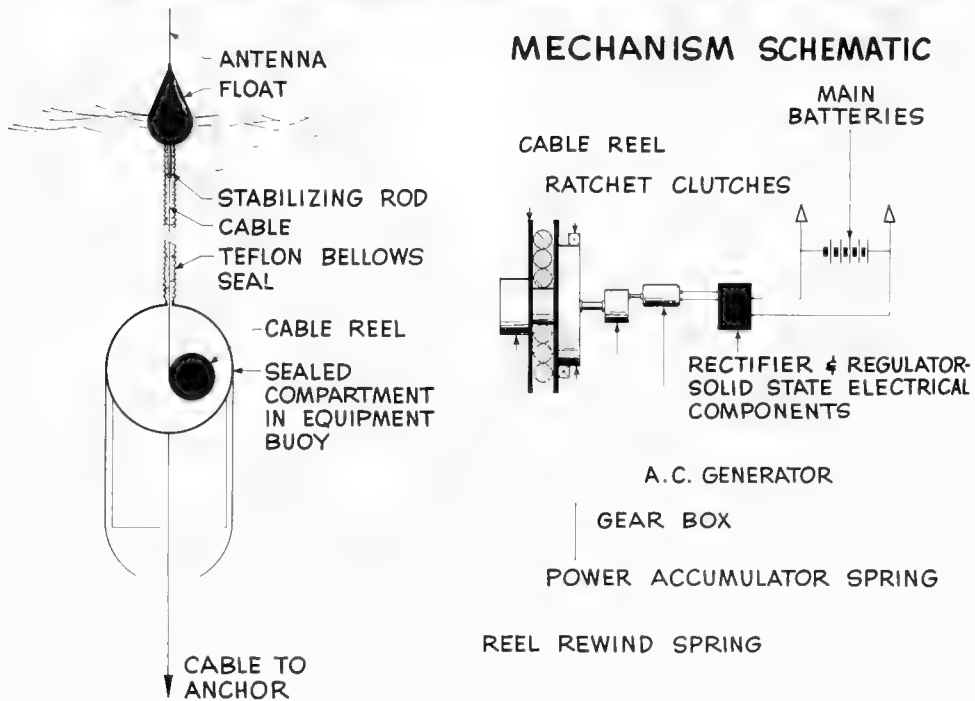 ANTENNA
FLOAT
STABILIZING ROD
CABLE
TEFLON BELLOWS
SEAL
CABLE REEL
SEALED
COMPARTMENT
IN EQUIPMENT
BUOY
CABLE TO
ANCHOR
MECHANISM SCHEMATIC
MAIN
BATTERIES
CABLE REEL
RATCHET CLUTCHES
RECTIFIER & REGULATOR-
SOLID STATE ELECTRICAL
COMPONENTS
A.C. GENERATOR
GEAR BOX
POWER ACCUMULATOR SPRING
REEL REWIND SPRING